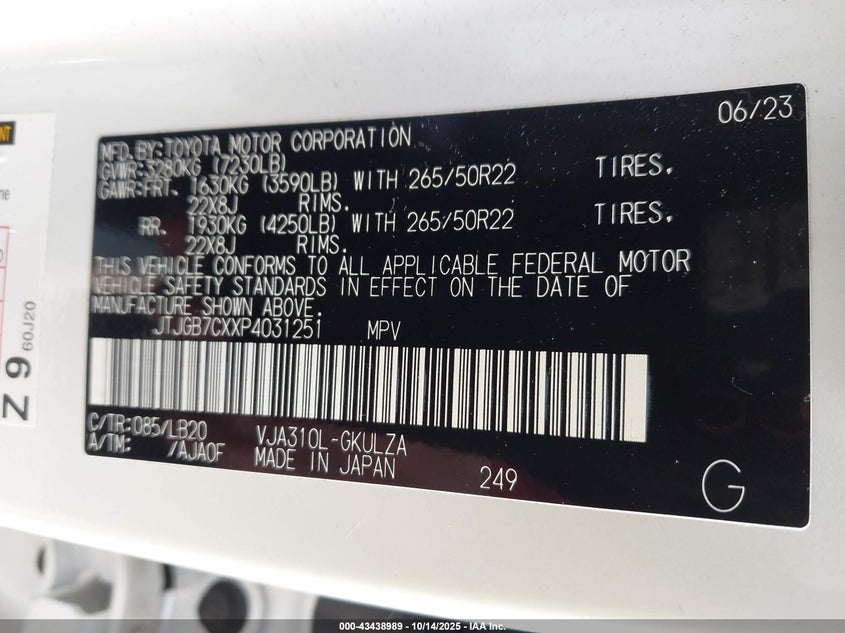 06/23
MFD.BY:TOYOTA MOTOR CORPORATION
GVWR:3280KG (7230LB)
GAWR:FRT. 1630KG (3590LB) WITH 265/50R22 TIRES.
22X8J RIMS.
RR. 1930KG (4250LB) WITH 265/50R22 TIRES.
22X8J RIMS.
THIS VEHICLE CONFORMS TO ALL APPLICABLE FEDERAL MOTOR
VEHICLE SAFETY STANDARDS IN EFFECT ON THE DATE OF
MANUFACTURE SHOWN ABOVE.
JTJGB7CXXP4031251 MPV
C/TR:085/LB20 VJA310L-GKULZA
A/TM: /AJA0F MADE IN JAPAN 249
G
Z 9 60J20
000-43438989 - 10/14/2025 - IAA Inc.